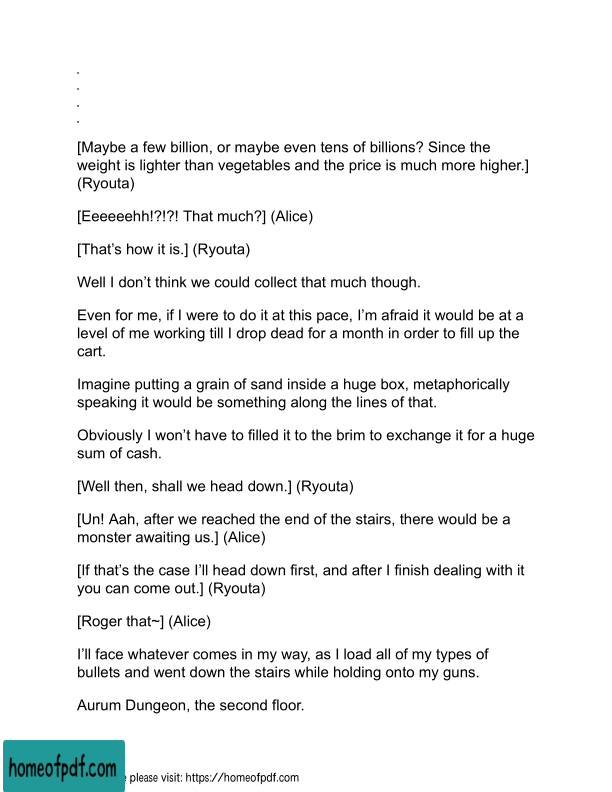 .
.
.
.
[Maybe a few billion, or maybe even tens of billions? Since the
weight is lighter than vegetables and the price is much more higher.]
(Ryouta)
[Eeeeeehh!?!?! That much?] (Alice)
[That’s how it is.] (Ryouta)
Well I don’t think we could collect that much though.
Even for me, if I were to do it at this pace, I’m afraid it would be at a
level of me working till I drop dead for a month in order to fill up the
cart.
Imagine putting a grain of sand inside a huge box, metaphorically
speaking it would be something along the lines of that.
Obviously I won’t have to filled it to the brim to exchange it for a huge
sum of cash.
[Well then, shall we head down.] (Ryouta)
[Un! Aah, after we reached the end of the stairs, there would be a
monster awaiting us.] (Alice)
[If that’s the case I’ll head down first, and after I finish dealing with it
you can come out.] (Ryouta)
[Roger that~] (Alice)
I’ll face whatever comes in my way, as I load all of my types of
bullets and went down the stairs while holding onto my guns.
Aurum Dungeon, the second floor.
homeofpdf.com
please visit: https://homeofpdf.com